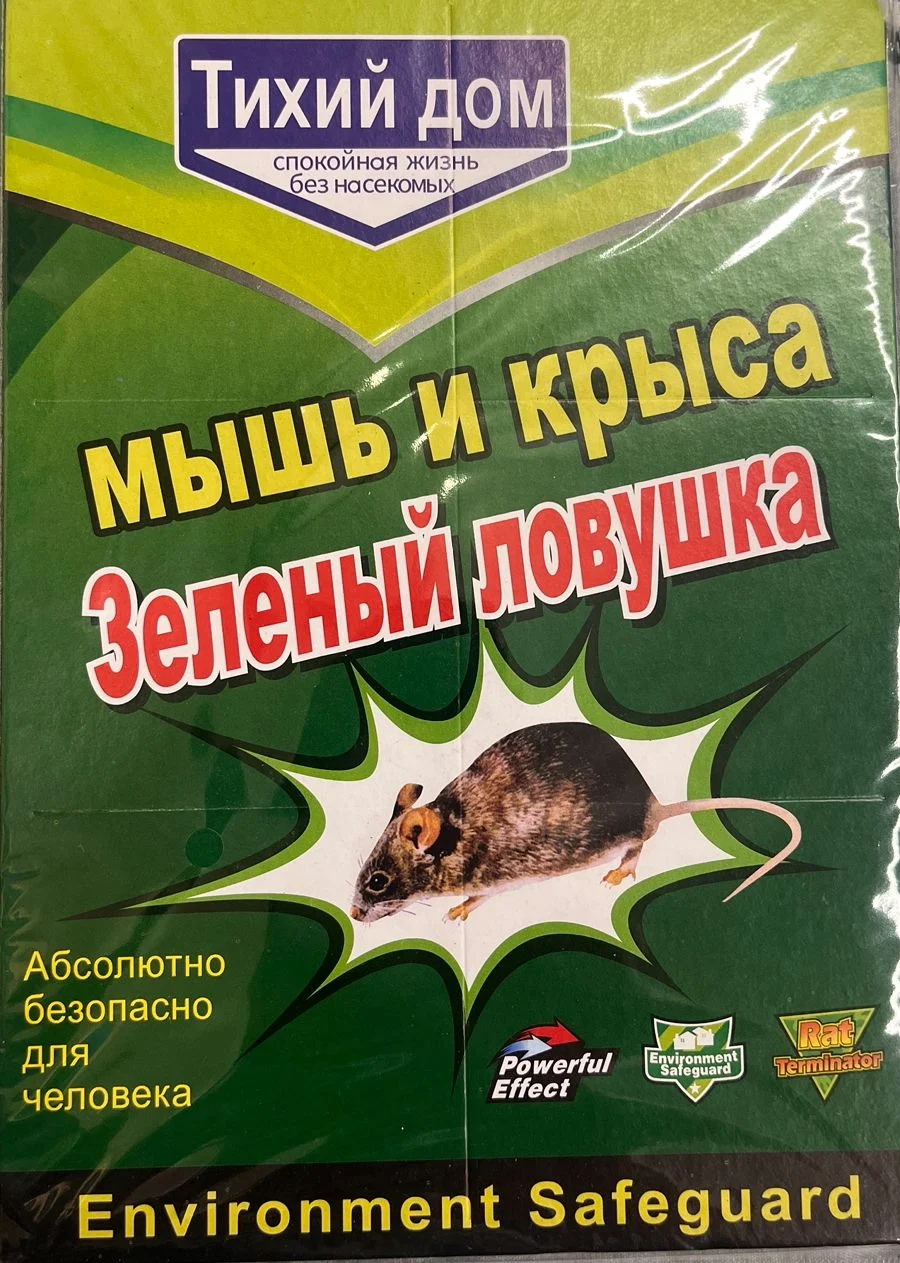 Тихий дом
спокойная жизнь
без насекомых
мышь и крыса
Зеленый ловушка
Абсолютно
безопасно
для
человека
Powerful
Effect
Environment
Safeguard
Rat
Terminator
Environment Safeguard